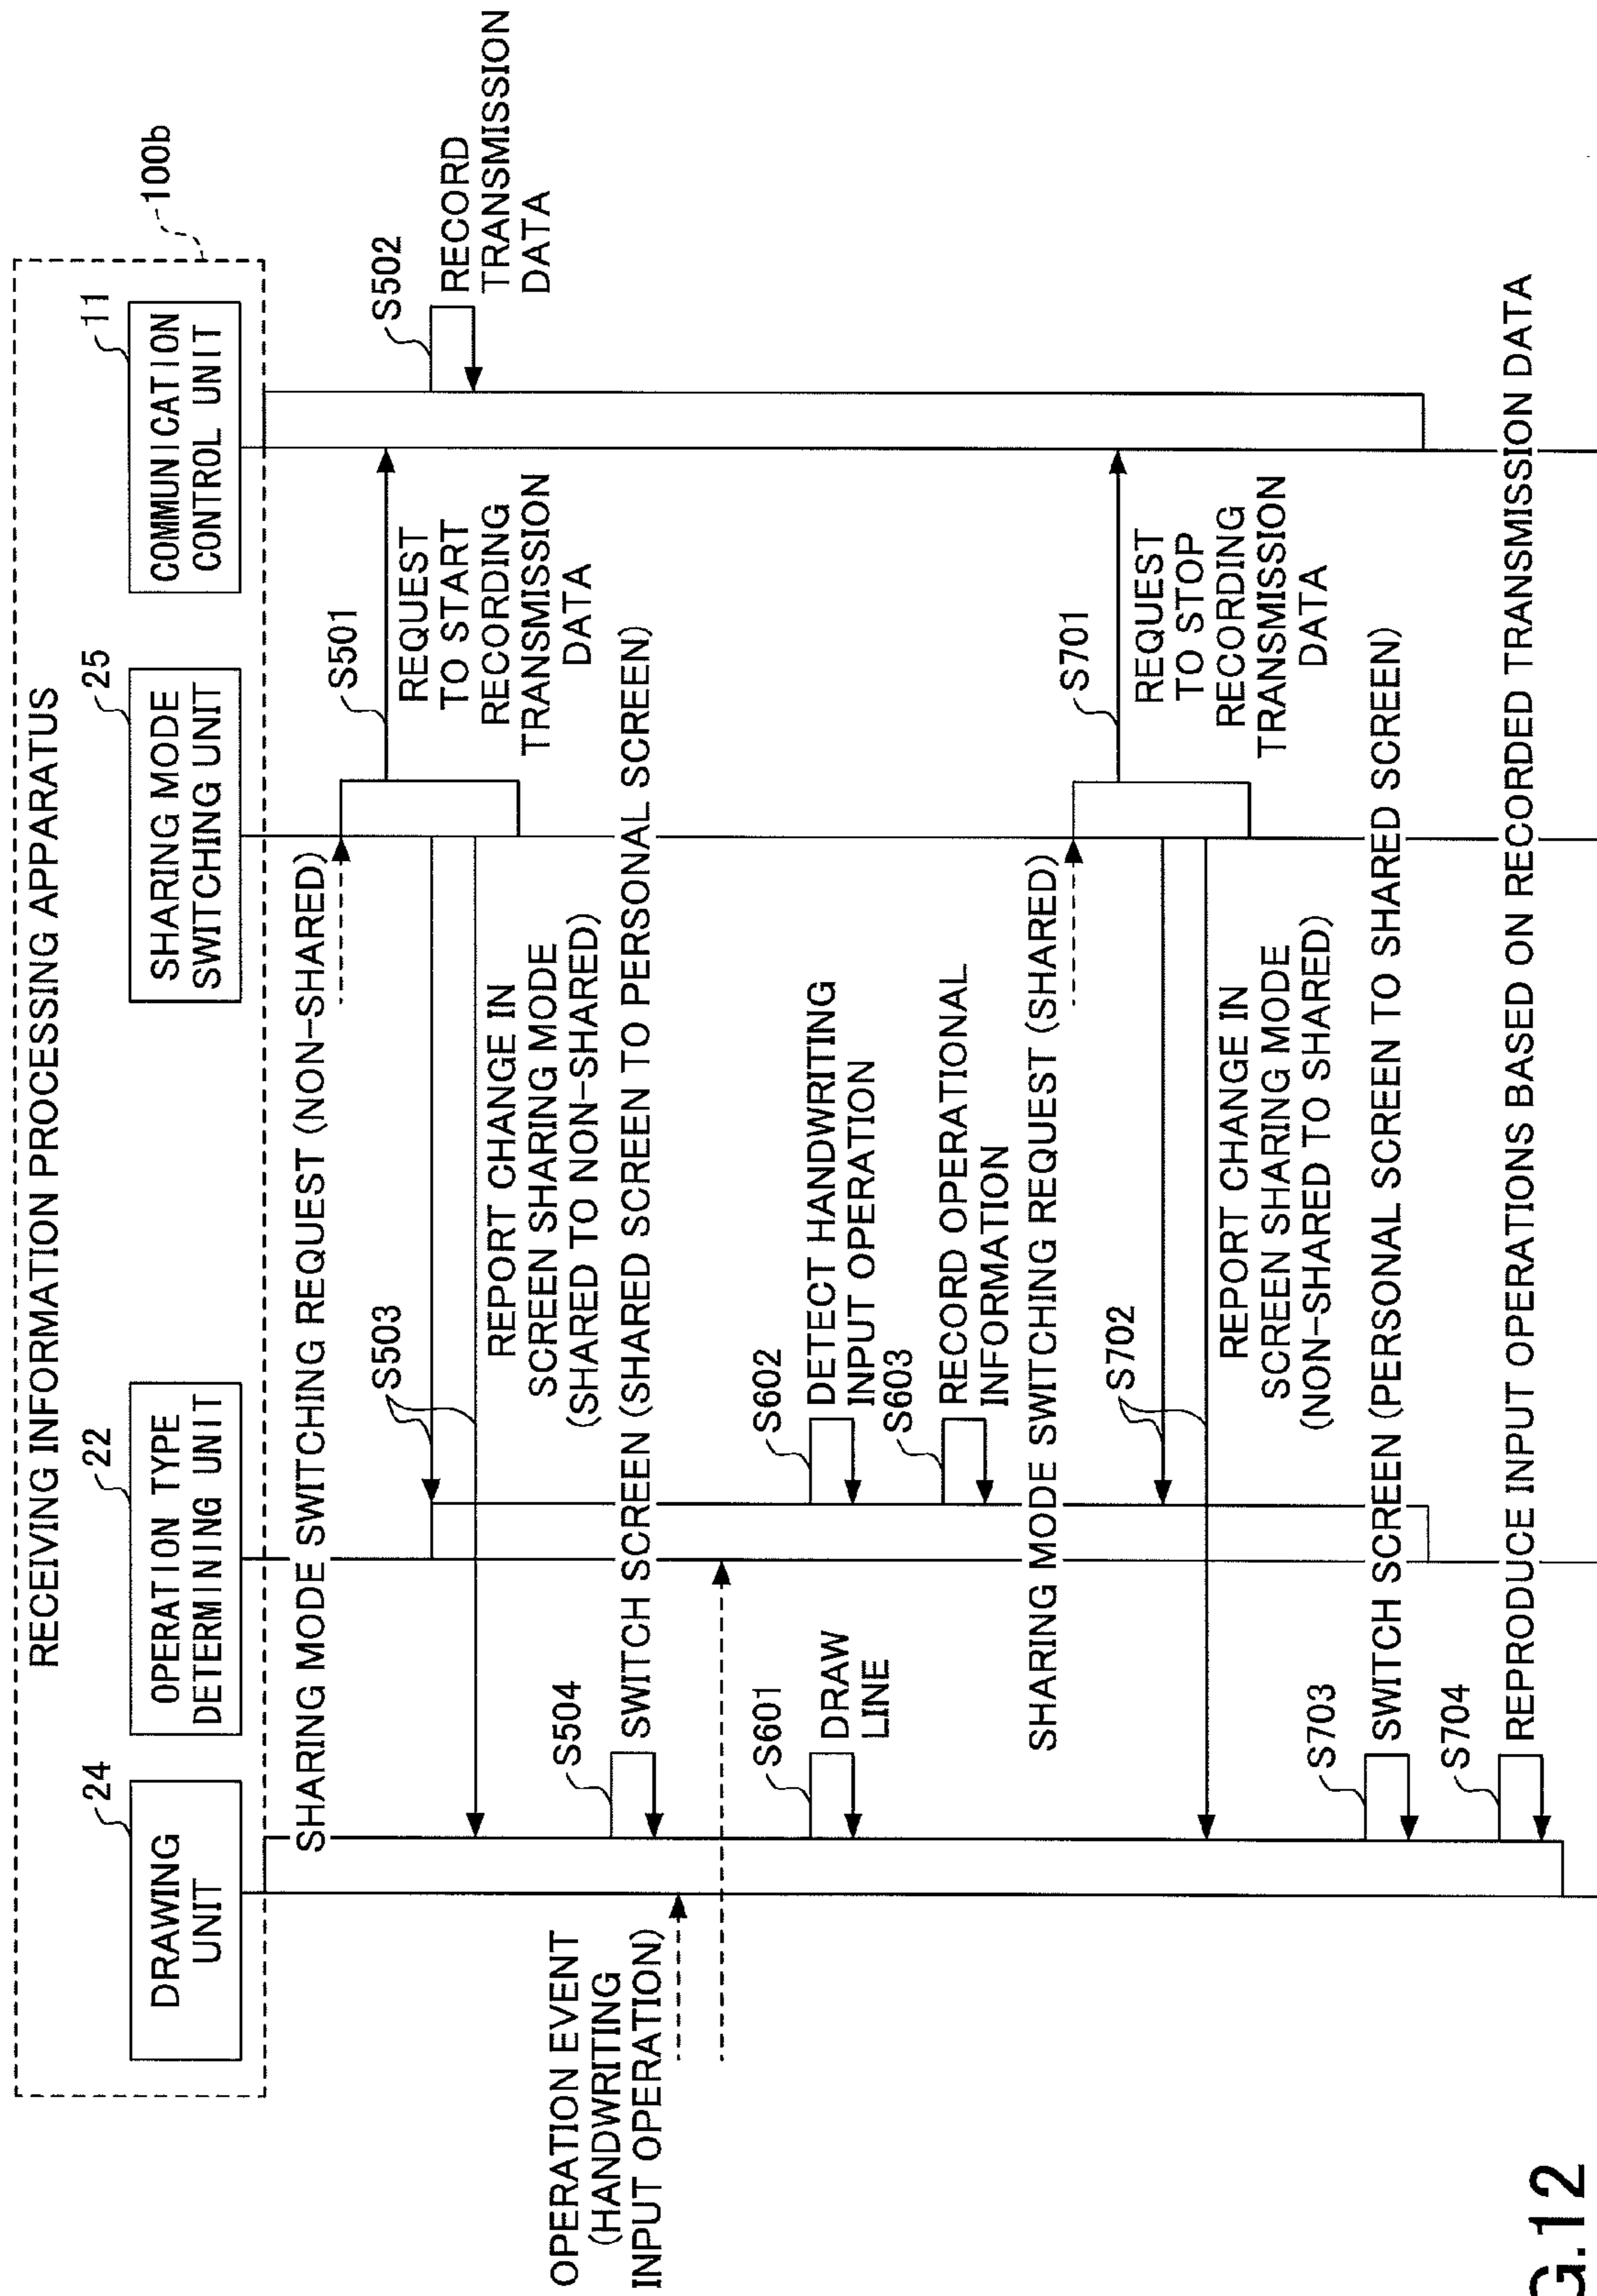 RECEIVING INFORMATION PROCESSING APPARATUS
100b
24
22
25
11
DRAWING
UNIT
OPERATION TYPE
DETERMINING UNIT
SHARING MODE
SWITCHING UNIT
COMMUNICATION
CONTROL UNIT
SHARING MODE SWITCHING REQUEST (NON-SHARED)
S501
REQUEST
TO START
RECORDING
TRANSMISSION
DATA
S502
RECORD
TRANSMISSION
DATA
S503
REPORT CHANGE IN
SCREEN SHARING MODE
(SHARED TO NON-SHARED)
S504
SWITCH SCREEN (SHARED SCREEN TO PERSONAL SCREEN)
OPERATION EVENT
(HANDWRITING
INPUT OPERATION)
S601
DRAW
LINE
S602
DETECT HANDWRITING
INPUT OPERATION
S603
RECORD OPERATIONAL
INFORMATION
SHARING MODE SWITCHING REQUEST (SHARED)
S701
REQUEST
TO STOP
RECORDING
TRANSMISSION
DATA
S702
REPORT CHANGE IN
SCREEN SHARING MODE
(NON-SHARED TO SHARED)
S703
SWITCH SCREEN (PERSONAL SCREEN TO SHARED SCREEN)
S704
REPRODUCE INPUT OPERATIONS BASED ON RECORDED TRANSMISSION DATA
G.12